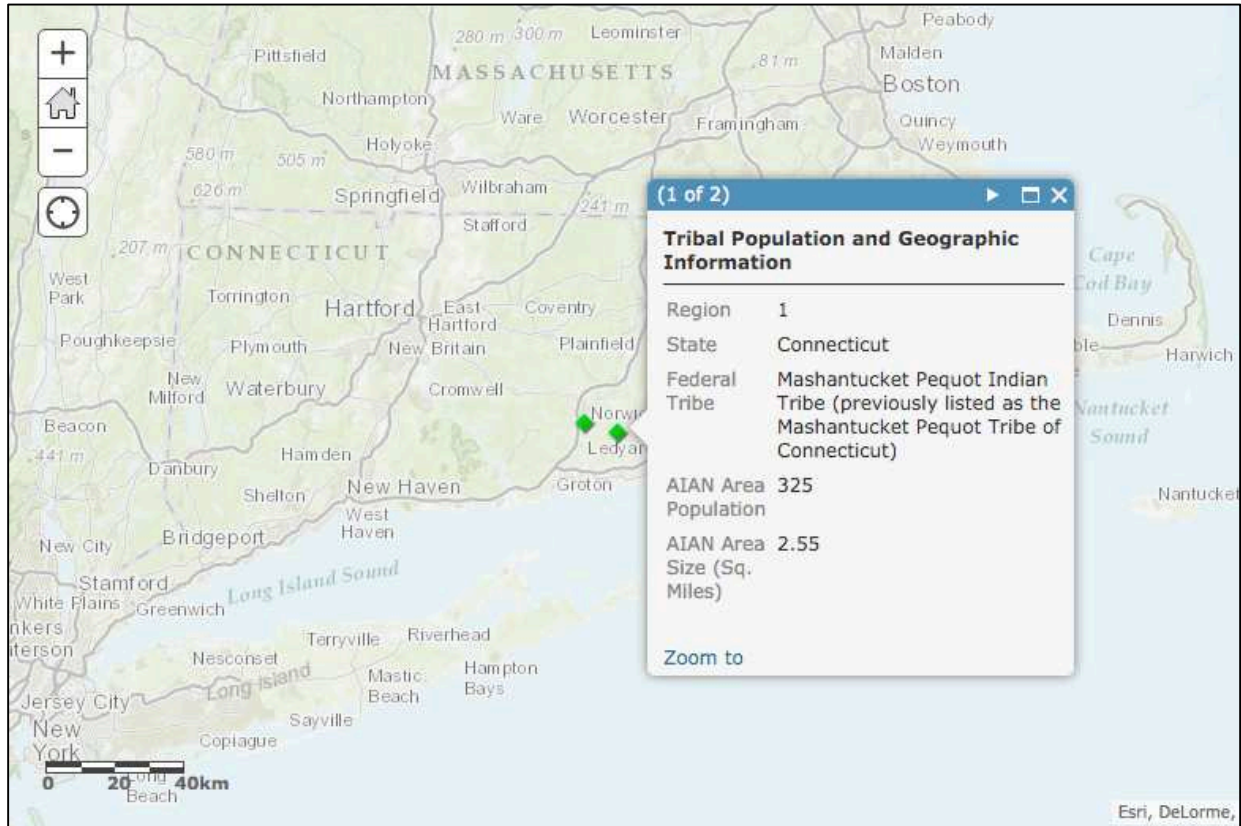 Peabody
280 m 300 m Leominster
Malden
Pittsfield
81 m
MASSACHUSETTS
Boston
Northampton
Ware Worcester Framingham
Quincy
Weymouth
Holyoke
580 m 505 m
626 m
Springfield Wilbraham
241 m
Stafford
207 m
CONNECTICUT
West
Park
Torrington
Hartford
East
Hartford
Coventry
Poughkeepsie
Plymouth
New Britain
Plainfield
New
Milford
Waterbury
Cromwell
Beacon
441 m
Danbury
Hamden
Shelton
New Haven
Groton
West
Haven
New City
Bridgeport
Stamford
White Plains
Greenwich
Long Island Sound
nkers
aterson
Terryville Riverhead
Nesconset
Long Island
Mastic
Beach
Hampton
Bays
Jersey City
New
York
Sayville
Copiague
Long
Beach
0 20 40km
(1 of 2)
Tribal Population and Geographic
Information
Region 1
State Connecticut
Federal
Tribe
Mashantucket Pequot Indian
Tribe (previously listed as the
Mashantucket Pequot Tribe of
Connecticut)
AIAN Area
Population
325
AIAN Area
Size (Sq.
Miles)
2.55
Zoom to
Cape
Cod Bay
Dennis
ble
Harwich
Nantucket
Sound
Nantucket
Norwi
Ledyar
Esri, DeLorme,